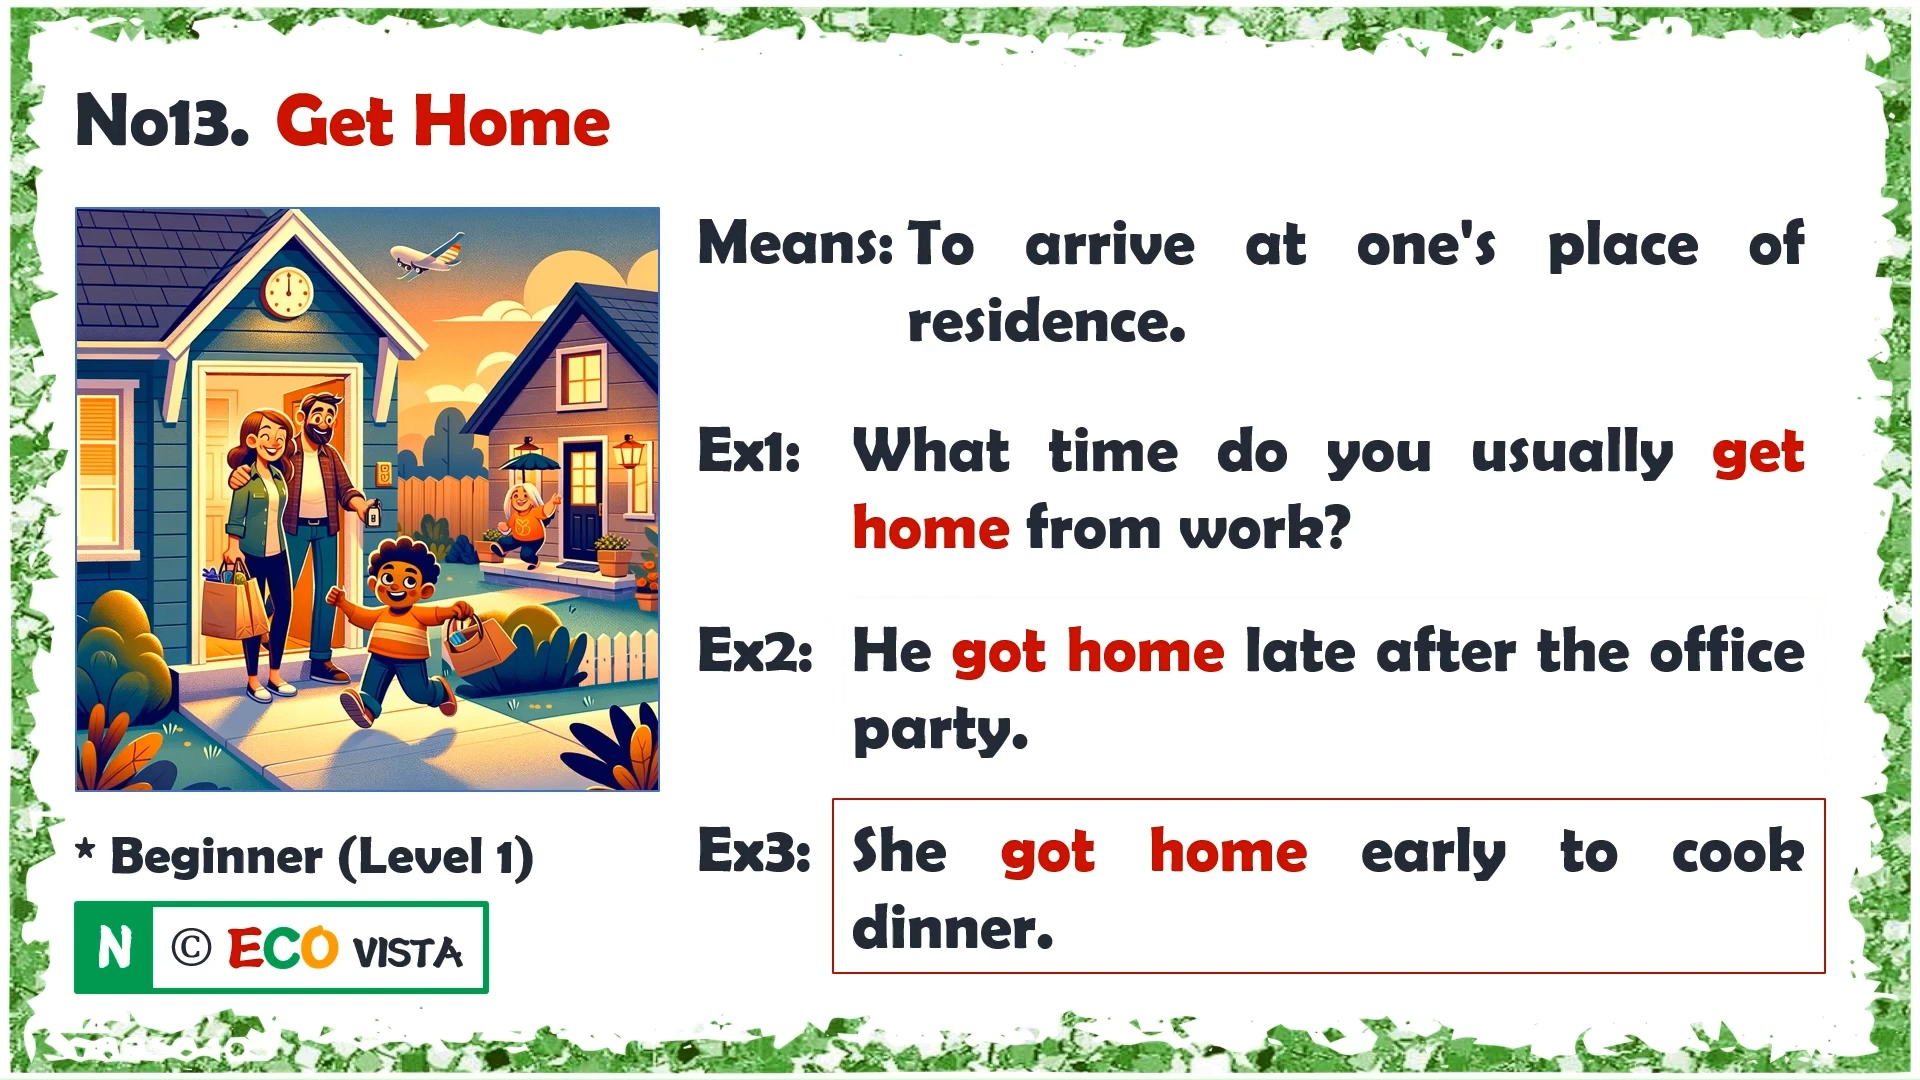 No13. Get Home
Means: To arrive at one's place of
residence.
Ex1: What time do you usually get
home from work?
Ex2: He got home late after the office
party.
Ex3: She got home early to cook
dinner.
* Beginner (Level 1)
N © ECO VISTA